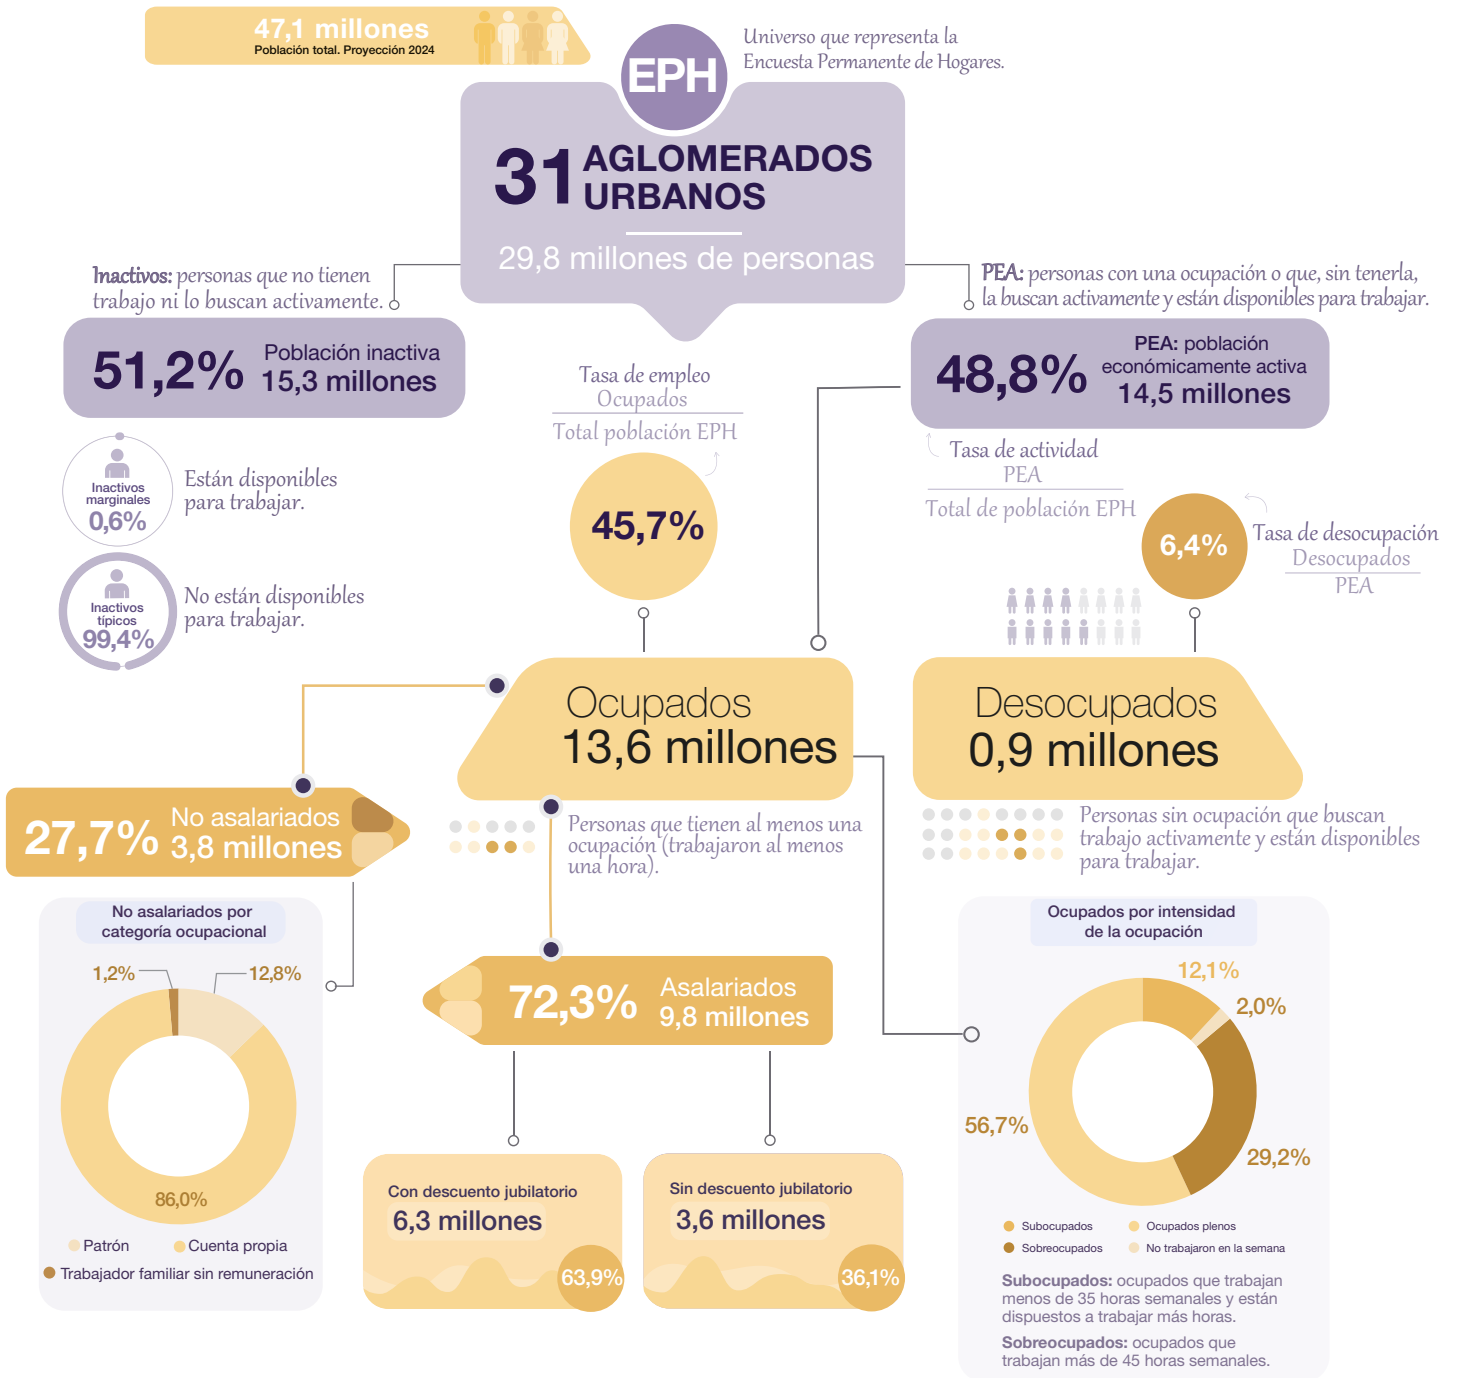 47,1 millones
Población total. Proyección 2024
EPH
Universo que representa la
Encuesta Permanente de Hogares.
31 AGLOMERADOS
URBANOS
29,8 millones de personas
Inactivos: personas que no tienen
trabajo ni lo buscan activamente.
51,2%
Población inactiva
15,3 millones
PEA: personas con una ocupación o que, sin tenerla,
la buscan activamente y están disponibles para trabajar.
48,8%
PEA: población
económicamente activa
14,5 millones
Tasa de empleo
Ocupados
Total población EPH
45,7%
Inactivos
marginales
0,6%
Están disponibles
para trabajar.
Inactivos
típicos
99,4%
No están disponibles
para trabajar.
Tasa de actividad
PEA
Total de población EPH
6,4%
Tasa de desocupación
Desocupados
PEA
Ocupados
13,6 millones
Desocupados
0,9 millones
27,7%
No asalariados
3,8 millones
Personas que tienen al menos una
ocupación (trabajaron al menos
una hora).
Personas sin ocupación que buscan
trabajo activamente y están disponibles
para trabajar.
No asalariados por
categoría ocupacional
1,2%
12,8%
86,0%
Patrón
Cuenta propia
Trabajador familiar sin remuneración
72,3%
Asalariados
9,8 millones
Con descuento jubilatorio
6,3 millones
63,9%
Sin descuento jubilatorio
3,6 millones
36,1%
Ocupados por intensidad
de la ocupación
12,1%
2,0%
56,7%
29,2%
Subocupados
Ocupados plenos
Sobreocupados
No trabajaron en la semana
Subocupados: ocupados que trabajan
menos de 35 horas semanales y están
dispuestos a trabajar más horas.
Sobreocupados: ocupados que
trabajan más de 45 horas semanales.